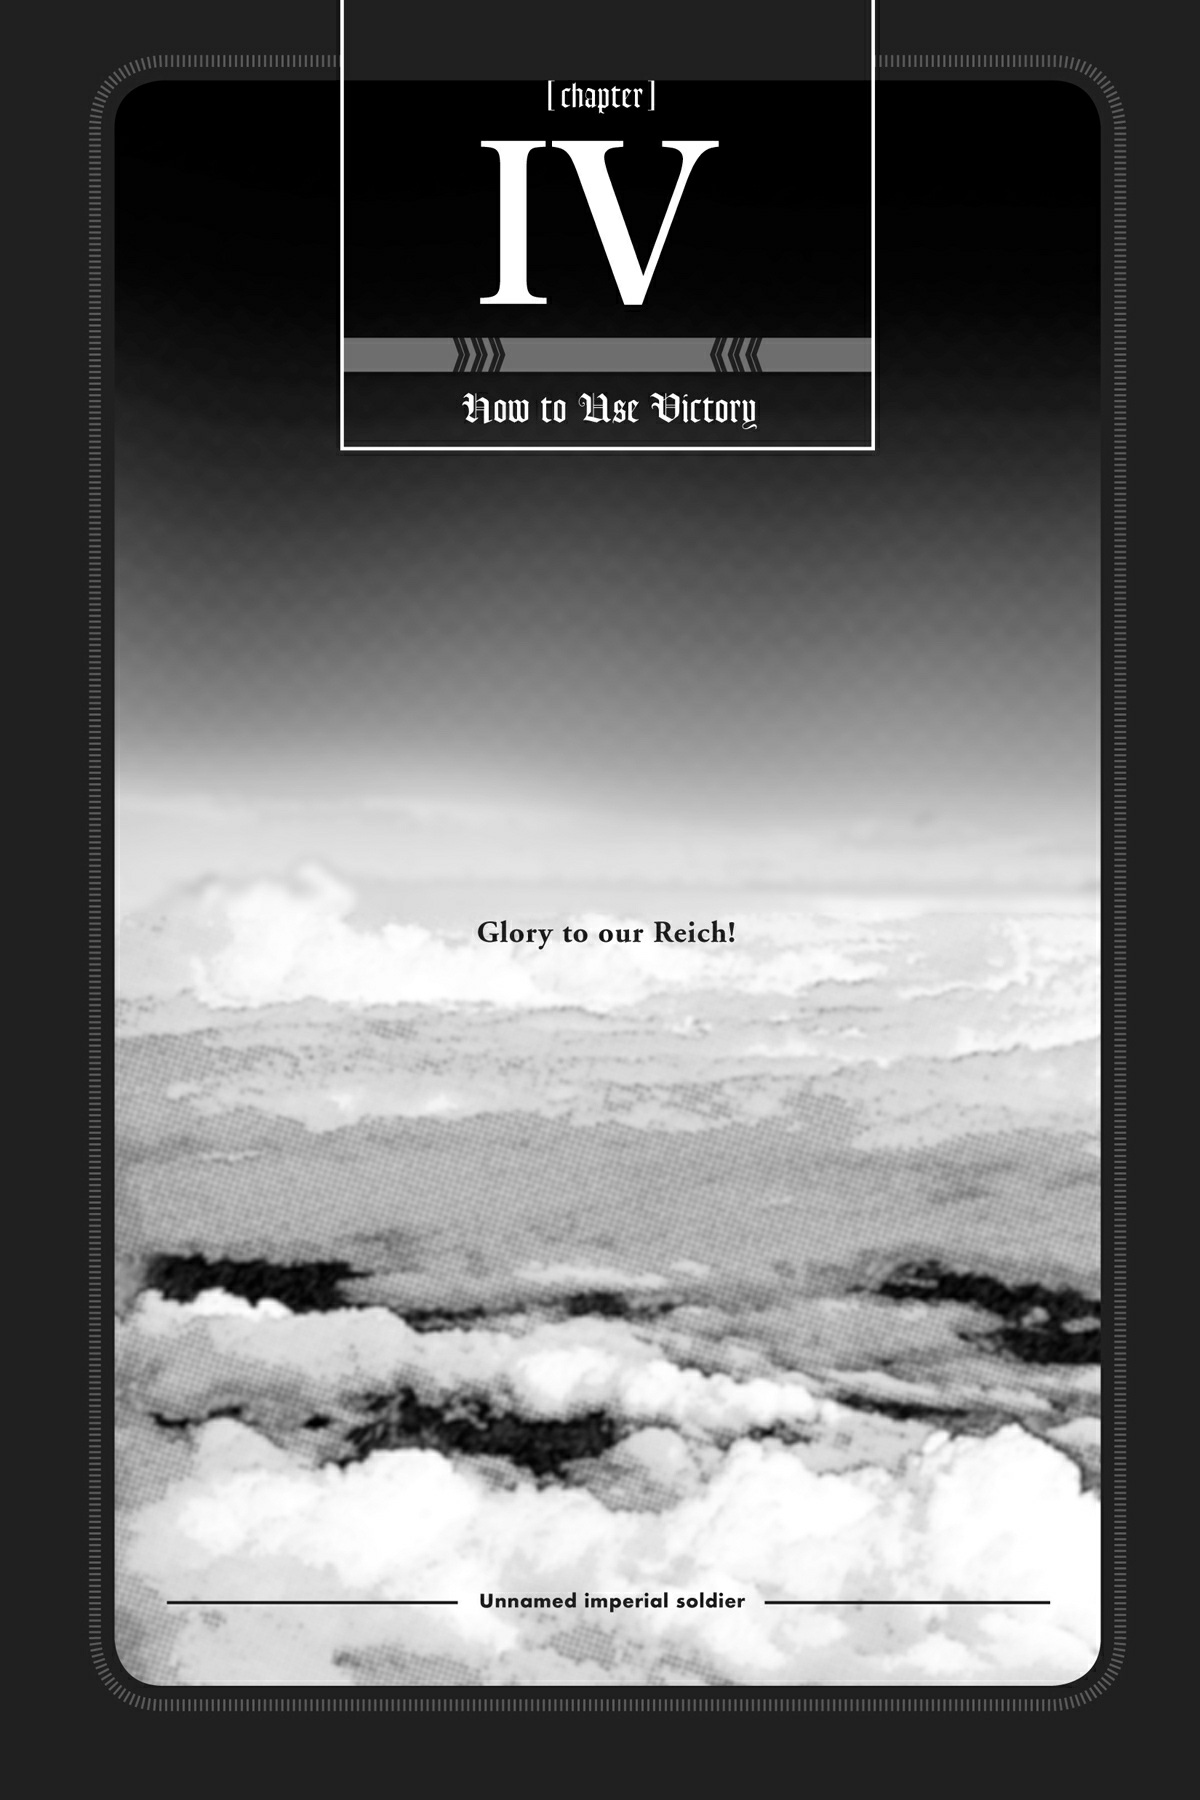 [chapter]
IV
How to Use Victory
Glory to our Reich!
Unnamed imperial soldier